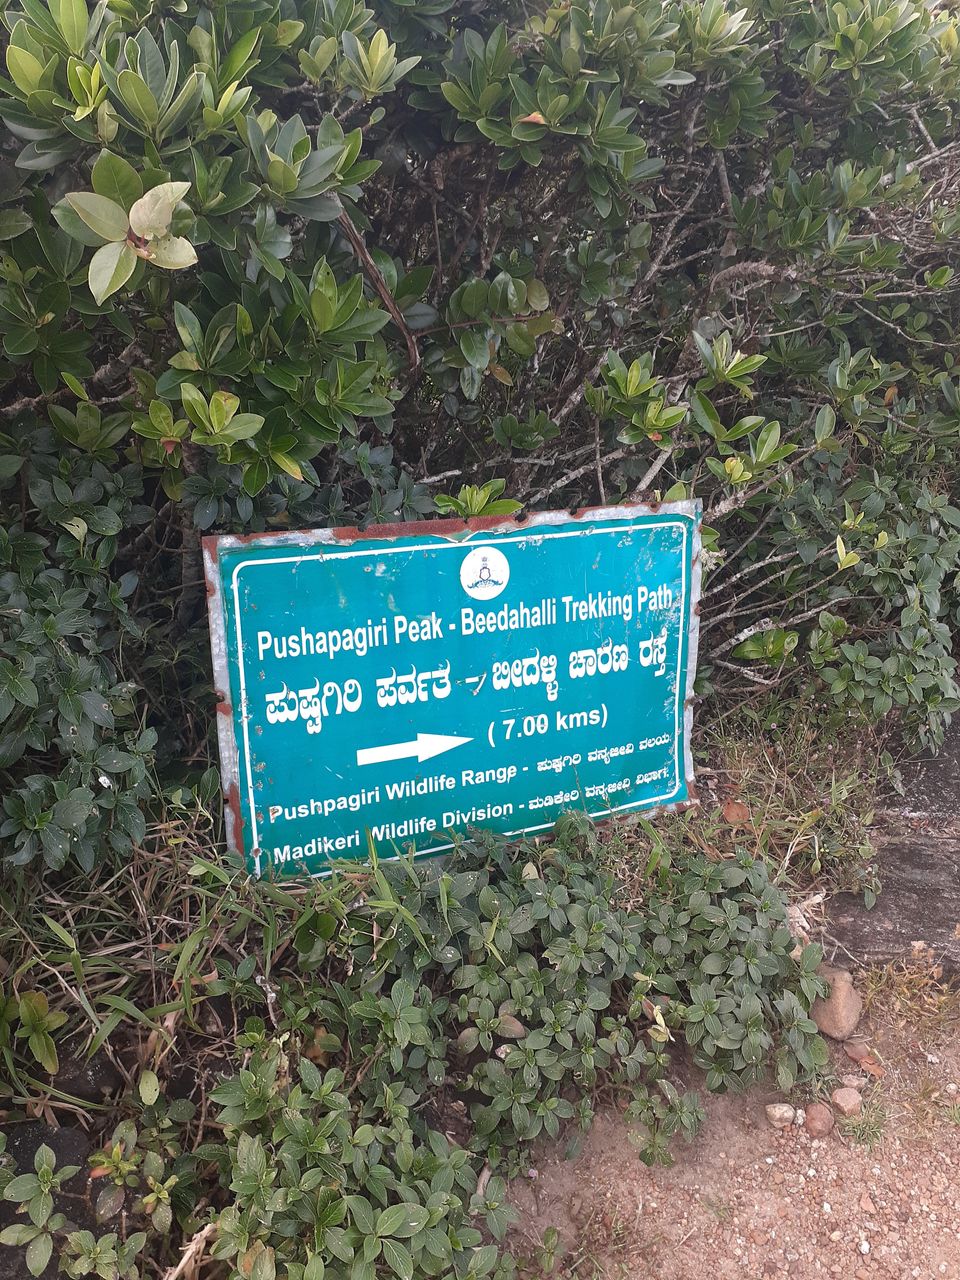 Pushapagiri Peak - Beedahalli Trekking Path
ಪುಷ್ಪಗಿರಿ ಪರ್ವತ - ಬೀದಳ್ಳಿ ಚಾರಣ ರಸ್ತೆ
( 7.00 kms)
Pushpagiri Wildlife Range - ಪುಷ್ಪಗಿರಿ ವನ್ಯಜೀವಿ ವಲಯ.
Madikeri Wildlife Division - ಮಡಿಕೇರಿ ವನ್ಯಜೀವಿ ವಿಭಾಗ.